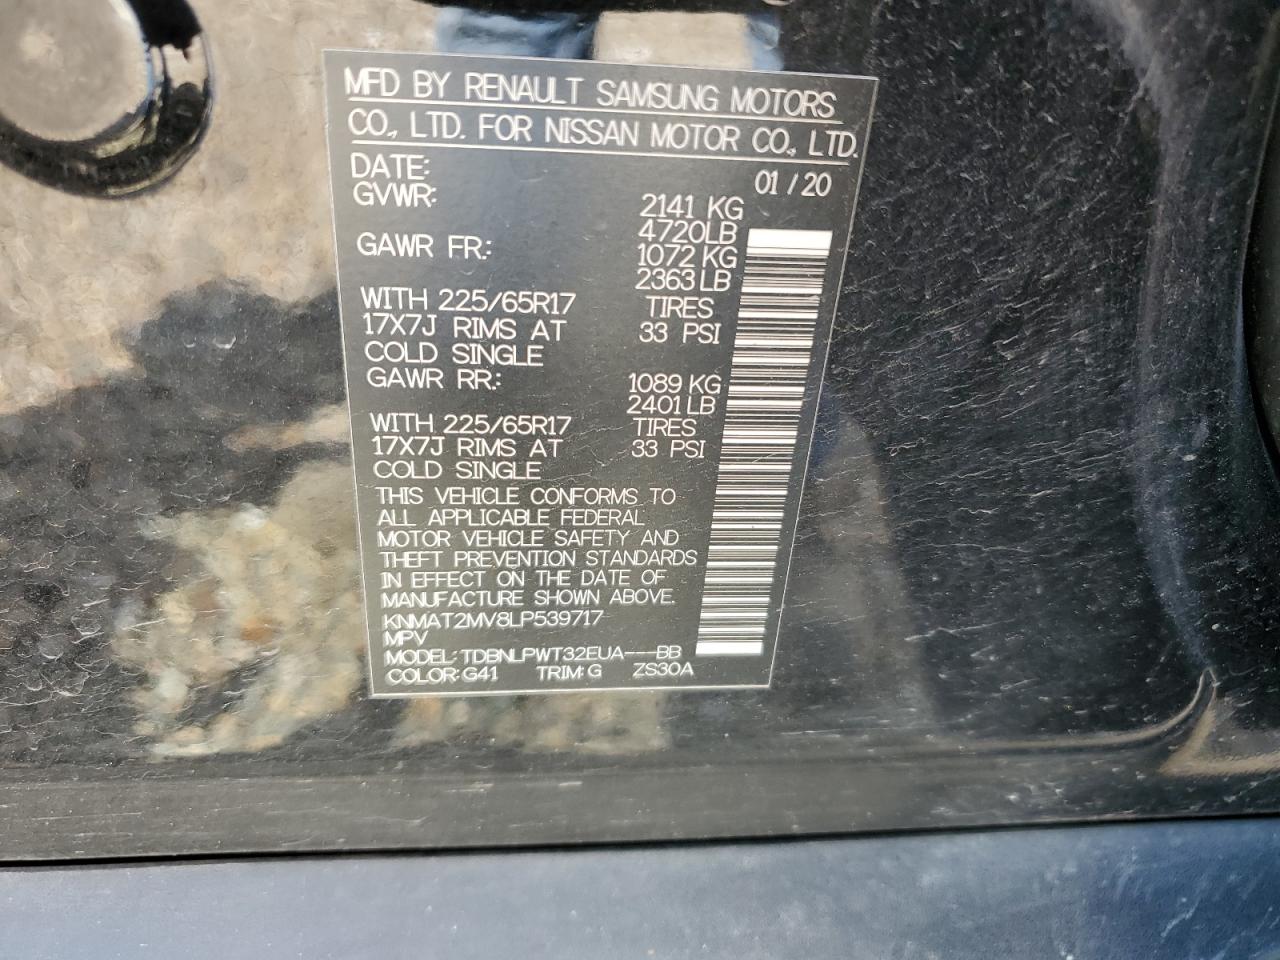 MFD BY RENAULT SAMSUNG MOTORS
CO., LTD. FOR NISSAN MOTOR CO., LTD.
DATE: 01 / 20
GVWR: 2141 KG
4720LB
GAWR FR.: 1072 KG
2363LB
WITH 225/65R17 TIRES
17X7J RIMS AT 33 PSI
COLD SINGLE
GAWR RR.: 1089 KG
2401LB
WITH 225/65R17 TIRES
17X7J RIMS AT 33 PSI
COLD SINGLE
THIS VEHICLE CONFORMS TO
ALL APPLICABLE FEDERAL
MOTOR VEHICLE SAFETY AND
THEFT PREVENTION STANDARDS
IN EFFECT ON THE DATE OF
MANUFACTURE SHOWN ABOVE.
KNMAT2MV8LP539717
MPV
MODEL: TDBNLPWT32EUA---BB
COLOR: G41 TRIM: G ZS30A